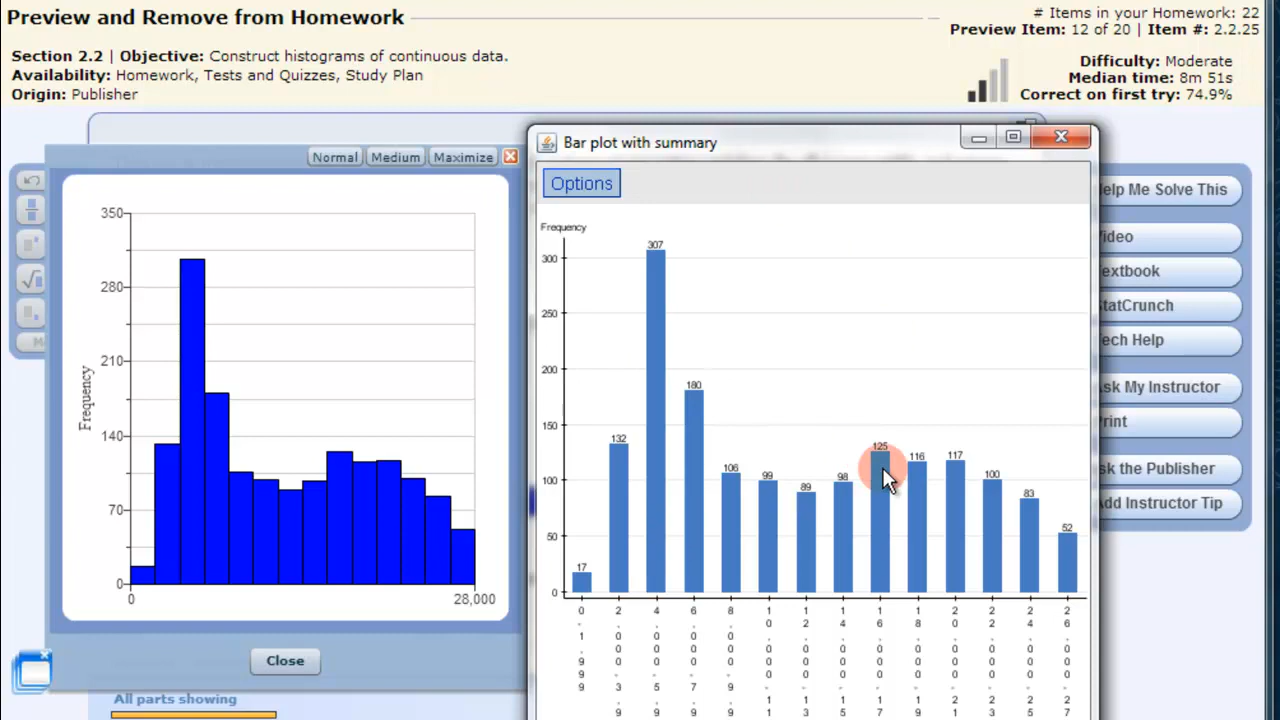 Preview and Remove from Homework
# Items in your Homework: 22
Preview Item: 12 of 20 | Item #: 2.2.25
Section 2.2 | Objective: Construct histograms of continuous data.
Availability: Homework, Tests and Quizzes, Study Plan
Origin: Publisher
Difficulty: Moderate
Median time: 8m 51s
Correct on first try: 74.9%
Normal Medium Maximize
350
280
210
140
70
0
Frequency
0 28,000
Close
All parts showing
Bar plot with summary
Options
Frequency
300
250
200
150
100
50
0
17 132 307 180 106 99 89 98 125 116 117 100 83 52
elp Me Solve This
ideo
extbook
StatCrunch
Tech Help
Ask My Instructor
Print
Ask the Publisher
Add Instructor Tip